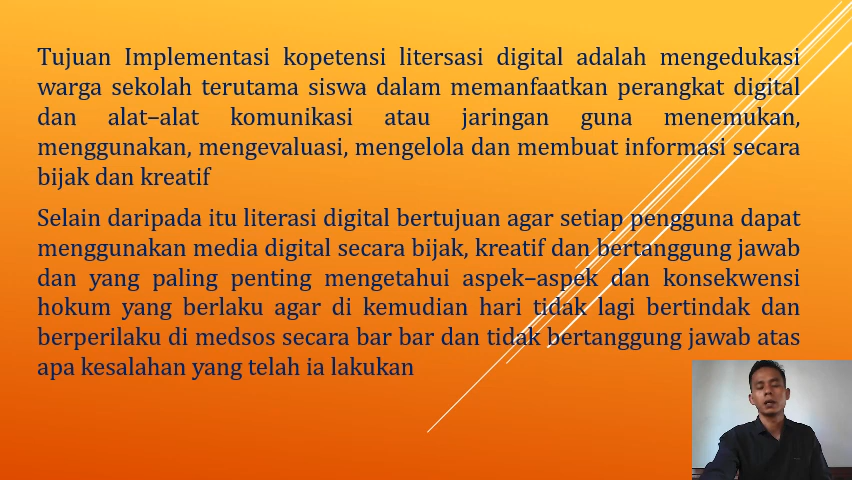 Tujuan Implementasi kopetensi litersasi digital adalah mengedukasi
warga sekolah terutama siswa dalam memanfaatkan perangkat digital
dan alat–alat komunikasi atau jaringan guna menemukan,
menggunakan, mengevaluasi, mengelola dan membuat informasi secara
bijak dan kreatif
Selain daripada itu literasi digital bertujuan agar setiap pengguna dapat
menggunakan media digital secara bijak, kreatif dan bertanggung jawab
dan yang paling penting mengetahui aspek–aspek dan konsekwensi
hokum yang berlaku agar di kemudian hari tidak lagi bertindak dan
berperilaku di medsos secara bar bar dan tidak bertanggung jawab atas
apa kesalahan yang telah ia lakukan